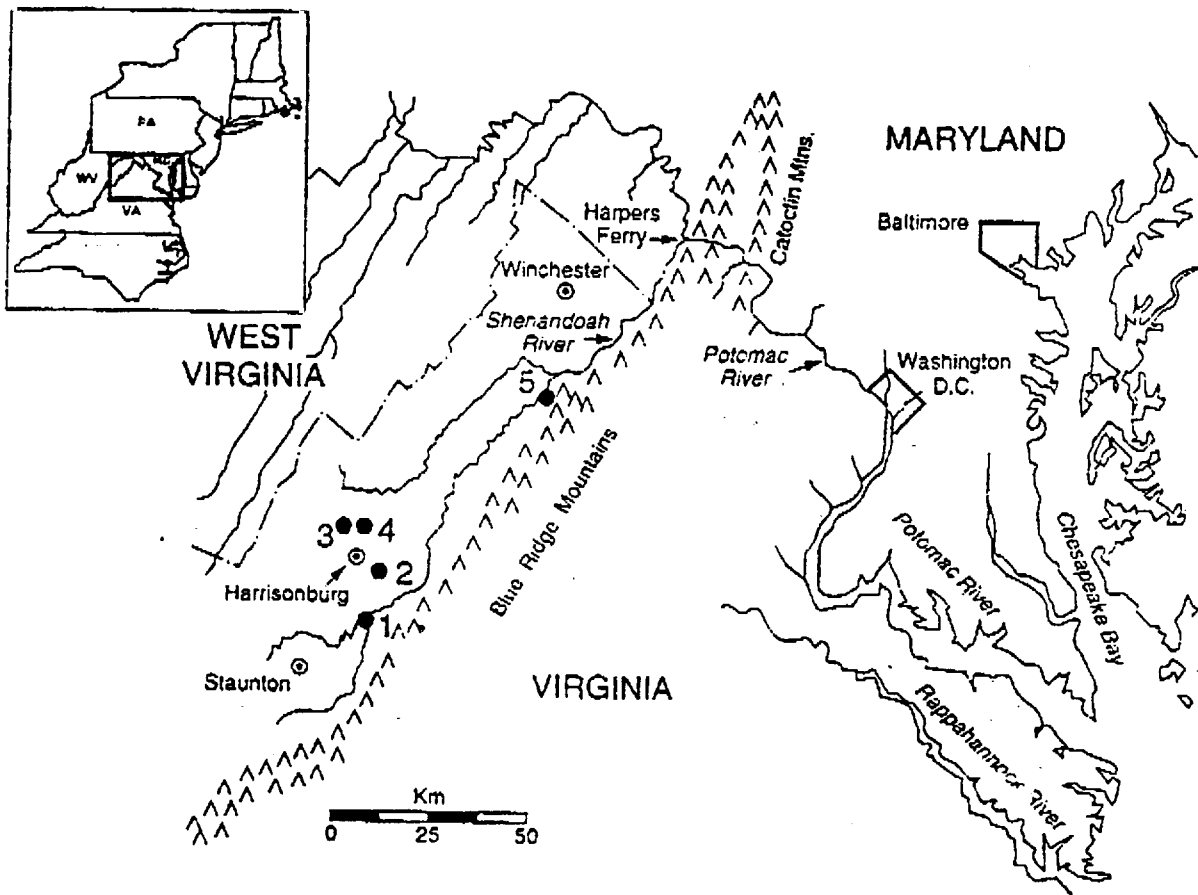 PA
WV
VA
MARYLAND
Catoctin Mtns.
Harpers
Ferry
Baltimore
Winchester
Shenandoah
River
WEST
VIRGINIA
Potomac
River
Washington
D.C.
5
Blue Ridge Mountains
3
4
Harrisonburg
2
1
Staunton
VIRGINIA
Potomac River
Chesapeake Bay
Rappahannock River
Km
0
25
50